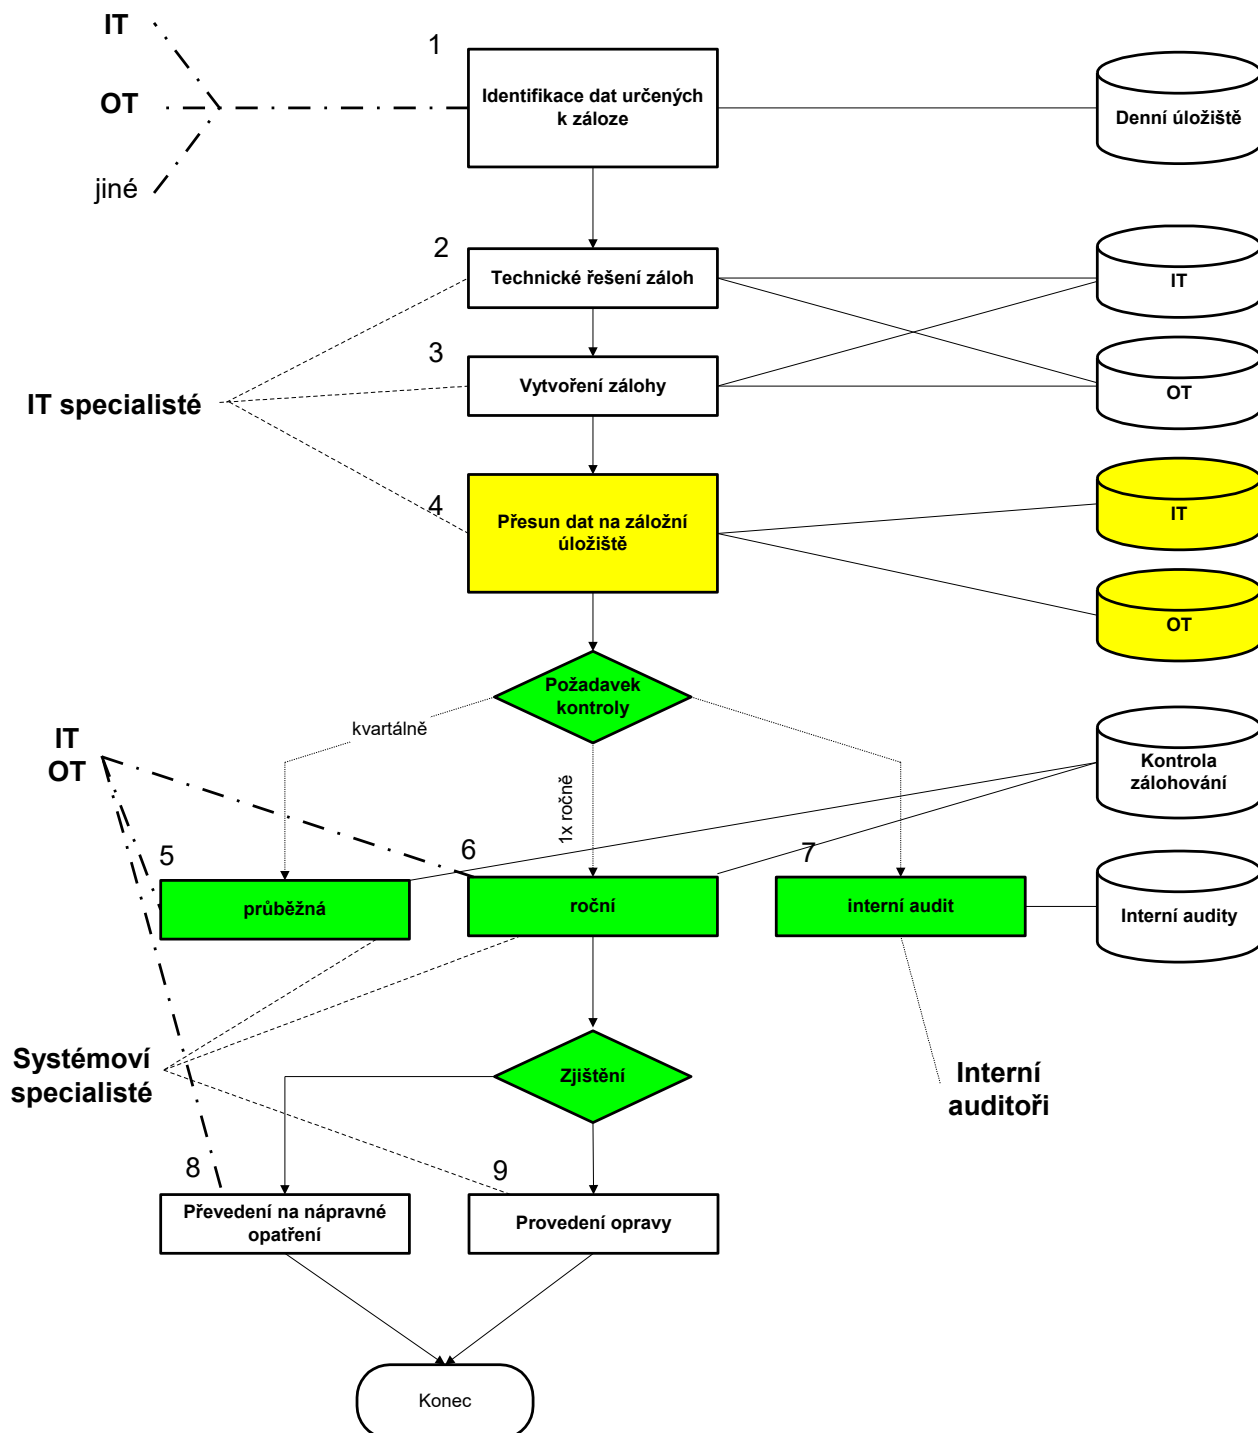 IT
1
Identifikace dat určených
k záloze
OT
Denní úložiště
jiné
2
Technické řešení záloh
IT
3
Vytvoření zálohy
OT
IT specialisté
4
Přesun dat na záložní
úložiště
IT
OT
Požadavek
kontroly
kvartálně
IT
OT
1x ročně
Kontrola
zálohování
5
6
7
průběžná
roční
interní audit
Interní audity
Systémoví
specialisté
Zjištění
Interní
auditoři
8
9
Převedení na nápravné
opatření
Provedení opravy
Konec